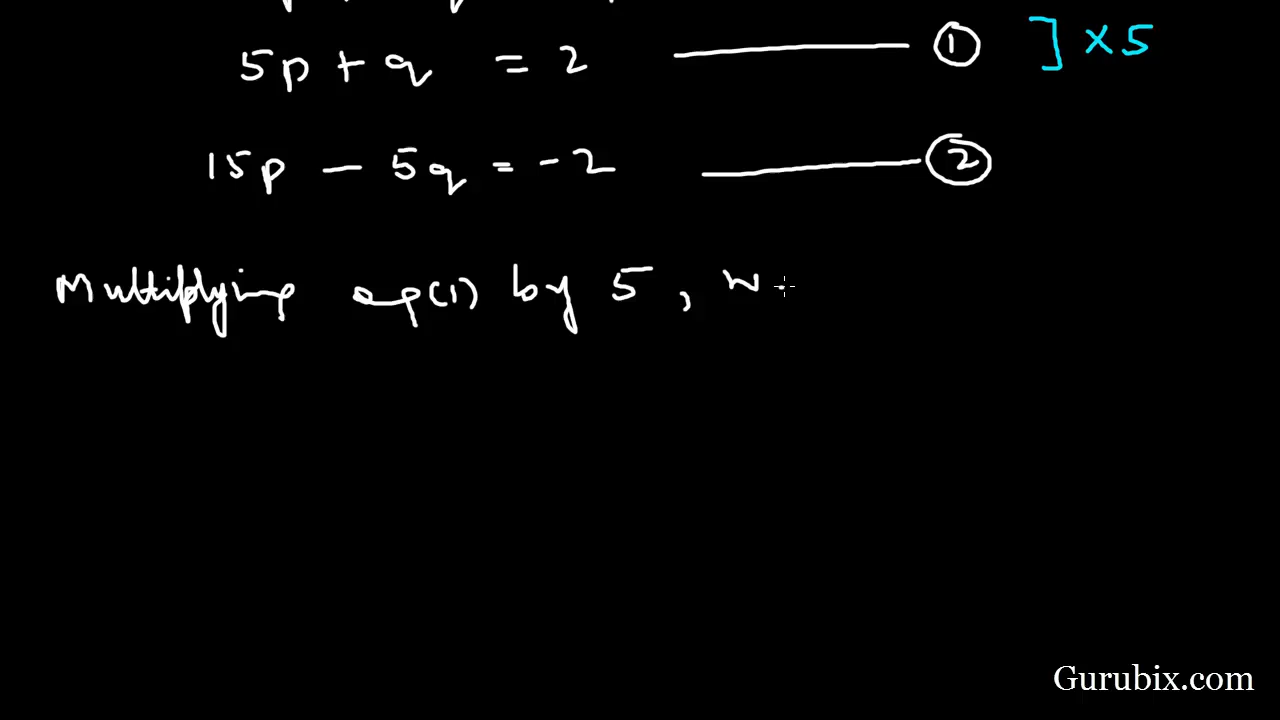 5p + q = 2 ——— ① ] × 5
15p - 5q = -2 ——— ②
Multiplying eq(1) by 5, w
Gurubix.com